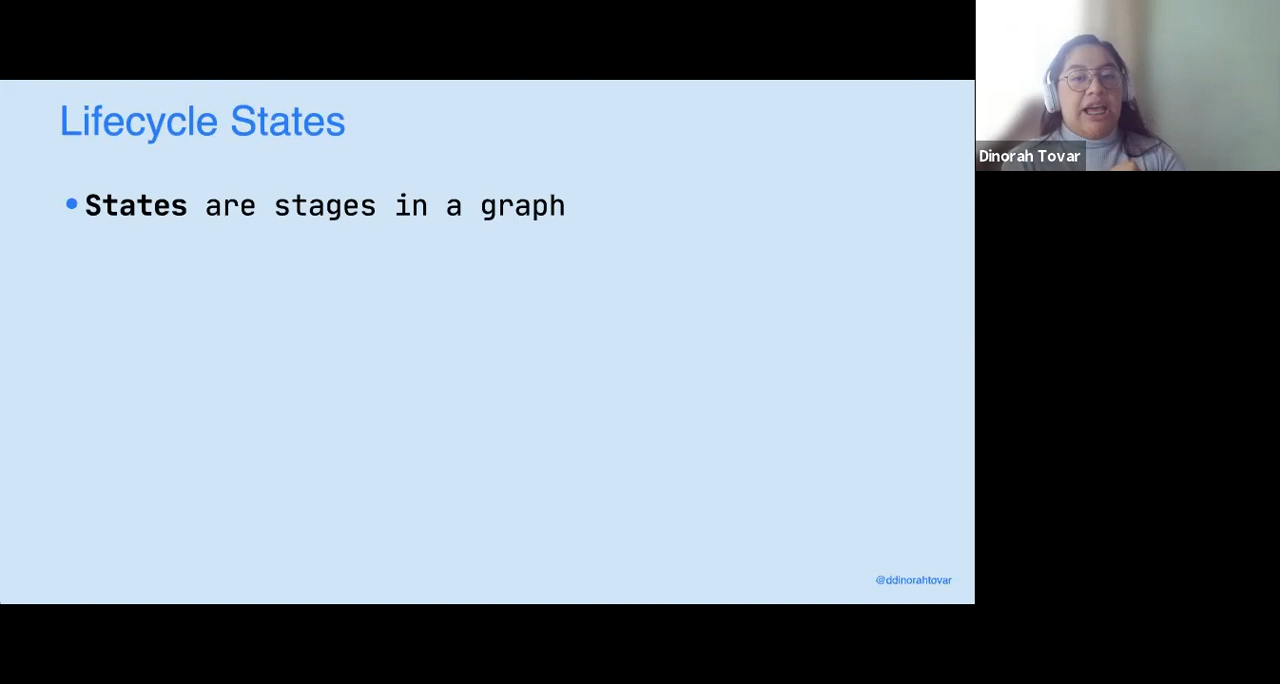 Lifecycle States
• States are stages in a graph
@ddinorahtovar
Dinorah Tovar